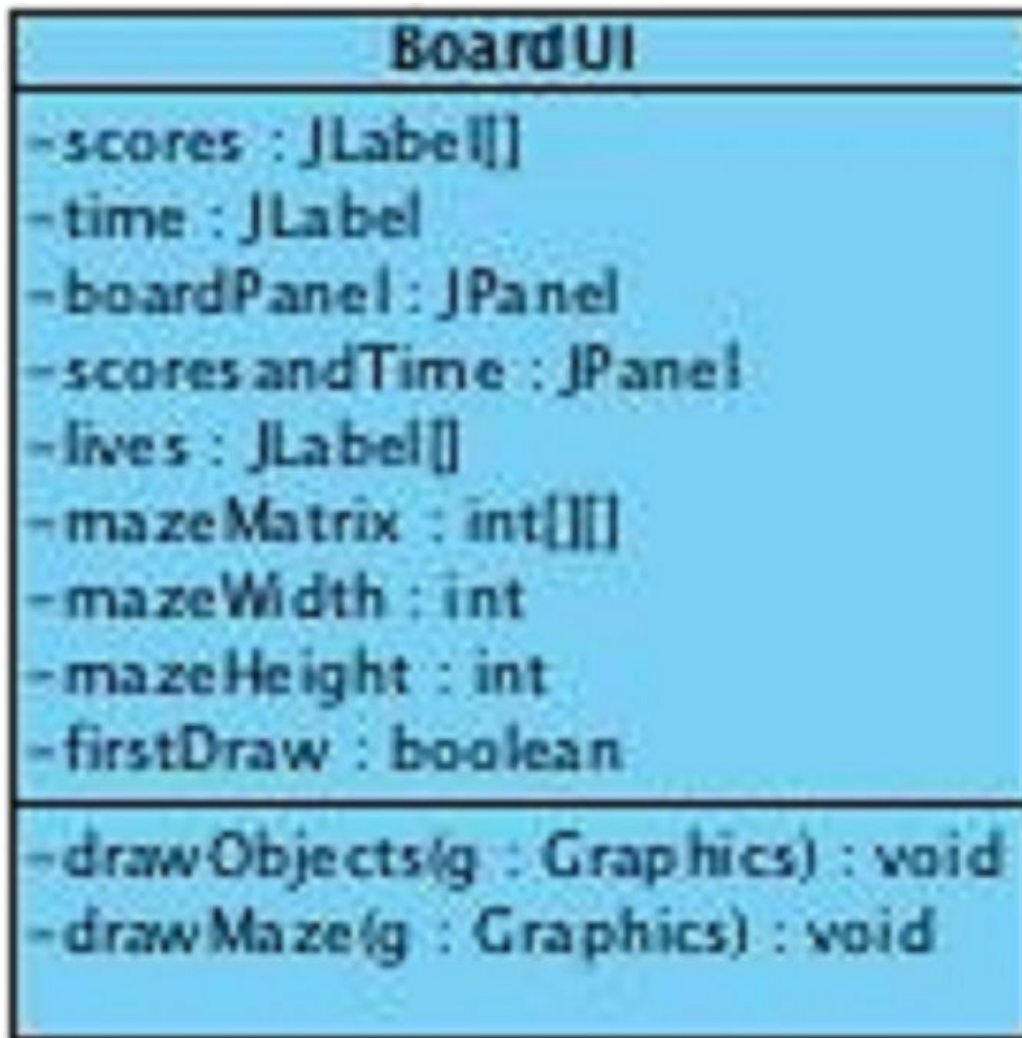 BoardUI
-scores : JLabel[]
-time : JLabel
-boardPanel : JPanel
-scoresandTime : JPanel
-lives : JLabel[]
-mazeMatrix : int[][]
-mazeWidth : int
-mazeHeight : int
-firstDraw : boolean
-drawObjects(g : Graphics) : void
-drawMaze(g : Graphics) : void